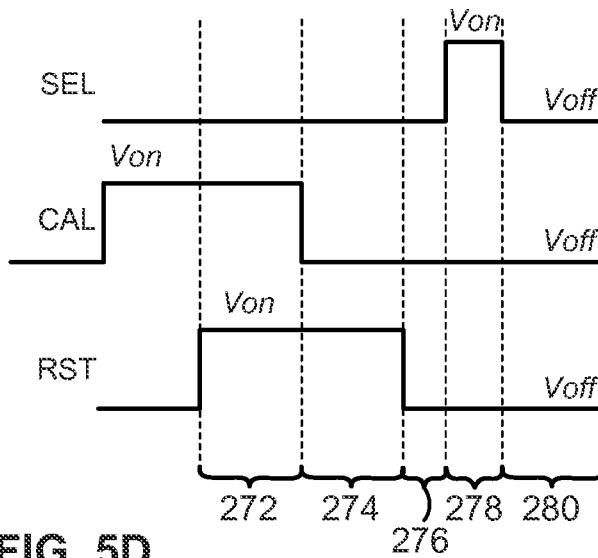 Von
SEL
Voff
Von
CAL
Voff
Von
RST
Voff
272 274 278 280
276
FIG. 5D